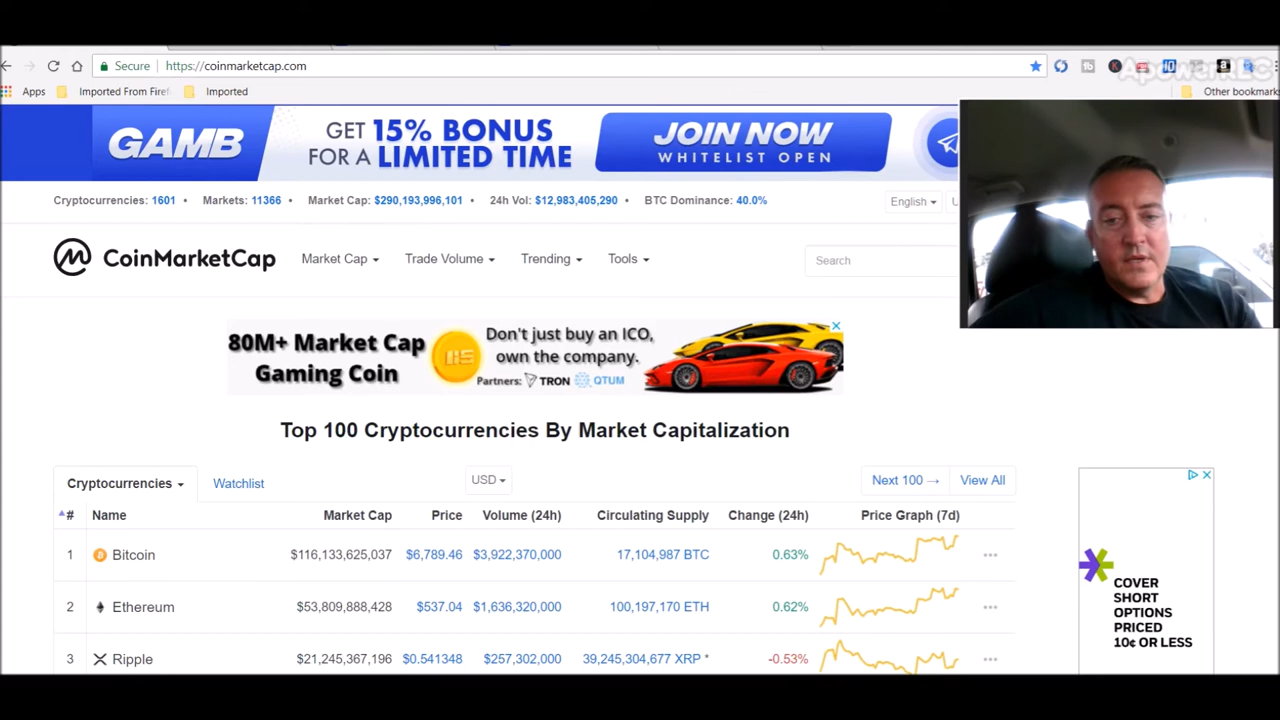 ApowerREC
Secure https://coinmarketcap.com
Apps Imported From Firef Imported Other bookmark
GAMB
GET 15% BONUS
FOR A LIMITED TIME
JOIN NOW
WHITELIST OPEN
Cryptocurrencies: 1601 • Markets: 11366 • Market Cap: $290,193,996,101 • 24h Vol: $12,983,405,290 • BTC Dominance: 40.0%
English
CoinMarketCap
Market Cap Trade Volume Trending Tools
Search
80M+ Market Cap
Gaming Coin
Don't just buy an ICO,
own the company.
Partners: TRON QTUM
Top 100 Cryptocurrencies By Market Capitalization
Cryptocurrencies Watchlist USD Next 100 → View All
# Name Market Cap Price Volume (24h) Circulating Supply Change (24h) Price Graph (7d)
1 Bitcoin $116,133,625,037 $6,789.46 $3,922,370,000 17,104,987 BTC 0.63%
2 Ethereum $53,809,888,428 $537.04 $1,636,320,000 100,197,170 ETH 0.62%
3 Ripple $21,245,367,196 $0.541348 $257,302,000 39,245,304,677 XRP * -0.53%
COVER
SHORT
OPTIONS
PRICED
10¢ OR LESS